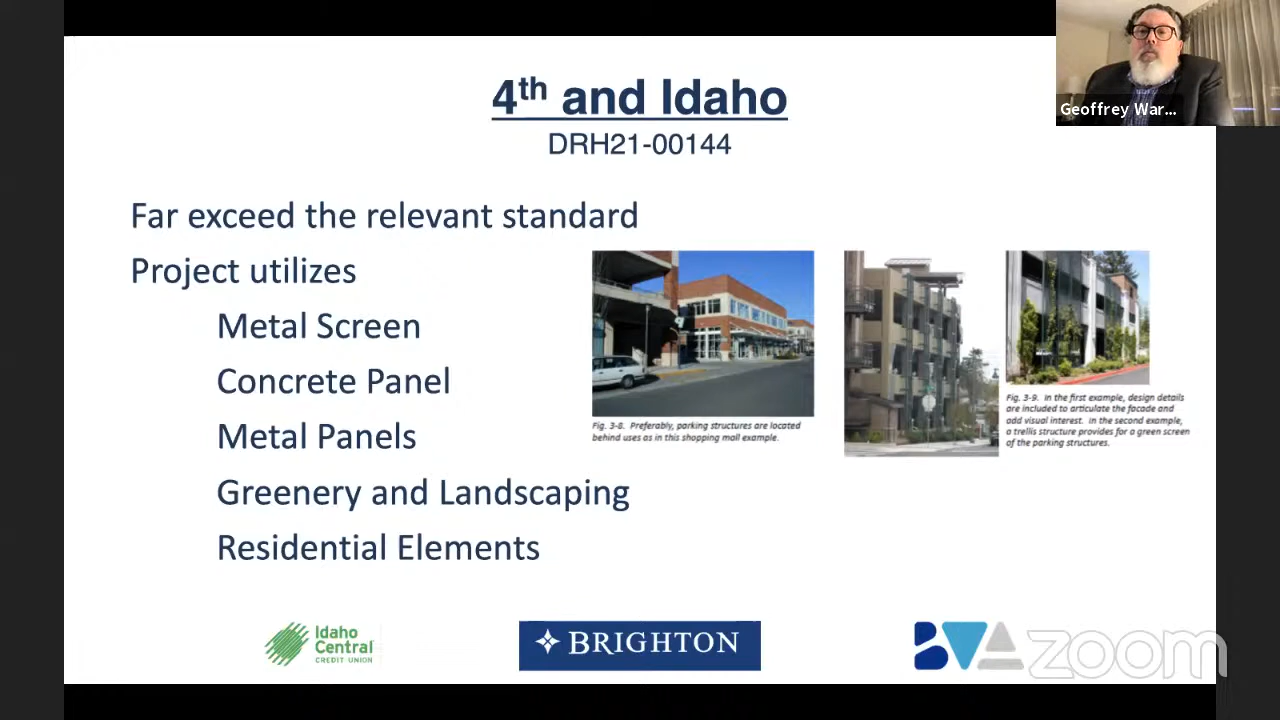 4th and Idaho
DRH21-00144
Geoffrey War...
Far exceed the relevant standard
Project utilizes
Metal Screen
Concrete Panel
Metal Panels
Greenery and Landscaping
Residential Elements
Fig. 3-8. Preferably, parking structures are located
behind uses as in this shopping mall example.
Fig. 3-9. In the first example, design details
are included to articulate the facade and
add visual interest. In the second example,
a trellis structure provides for a green screen
of the parking structures.
Idaho
Central
CREDIT UNION
BRIGHTON
BVA
zoom